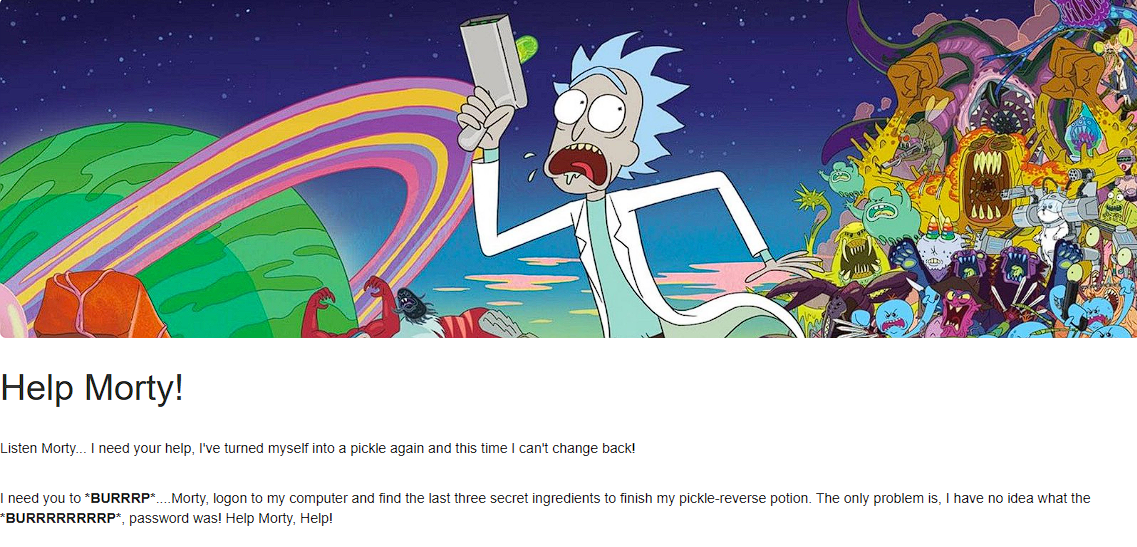 Help Morty!
Listen Morty... I need your help, I've turned myself into a pickle again and this time I can't change back!
I need you to *BURRRP*....Morty, logon to my computer and find the last three secret ingredients to finish my pickle-reverse potion. The only problem is, I have no idea what the
*BURRRRRRRRP*, password was! Help Morty, Help!